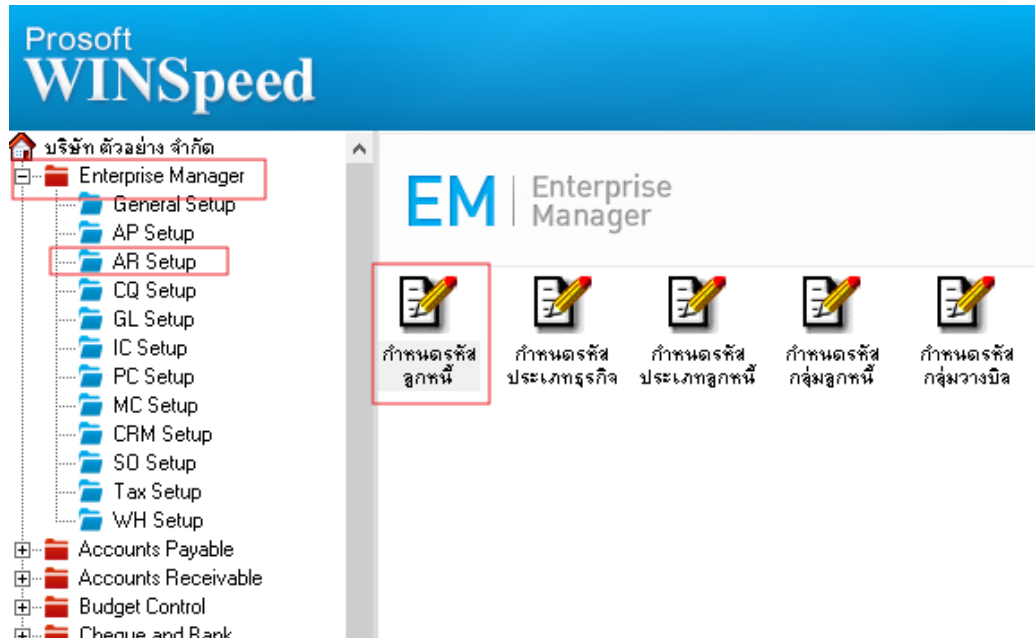 Prosoft
WINSpeed
บริษัท ตัวอย่าง จำกัด
Enterprise Manager
General Setup
AP Setup
AR Setup
CQ Setup
GL Setup
IC Setup
PC Setup
MC Setup
CRM Setup
SO Setup
Tax Setup
WH Setup
Accounts Payable
Accounts Receivable
Budget Control
Cheque and Bank
EM Enterprise
Manager
กำหนดรหัส
ลูกหนี้
กำหนดรหัส
ประเภทธุรกิจ
กำหนดรหัส
ประเภทลูกหนี้
กำหนดรหัส
กลุ่มลูกหนี้
กำหนดรหัส
กลุ่มวางบิล